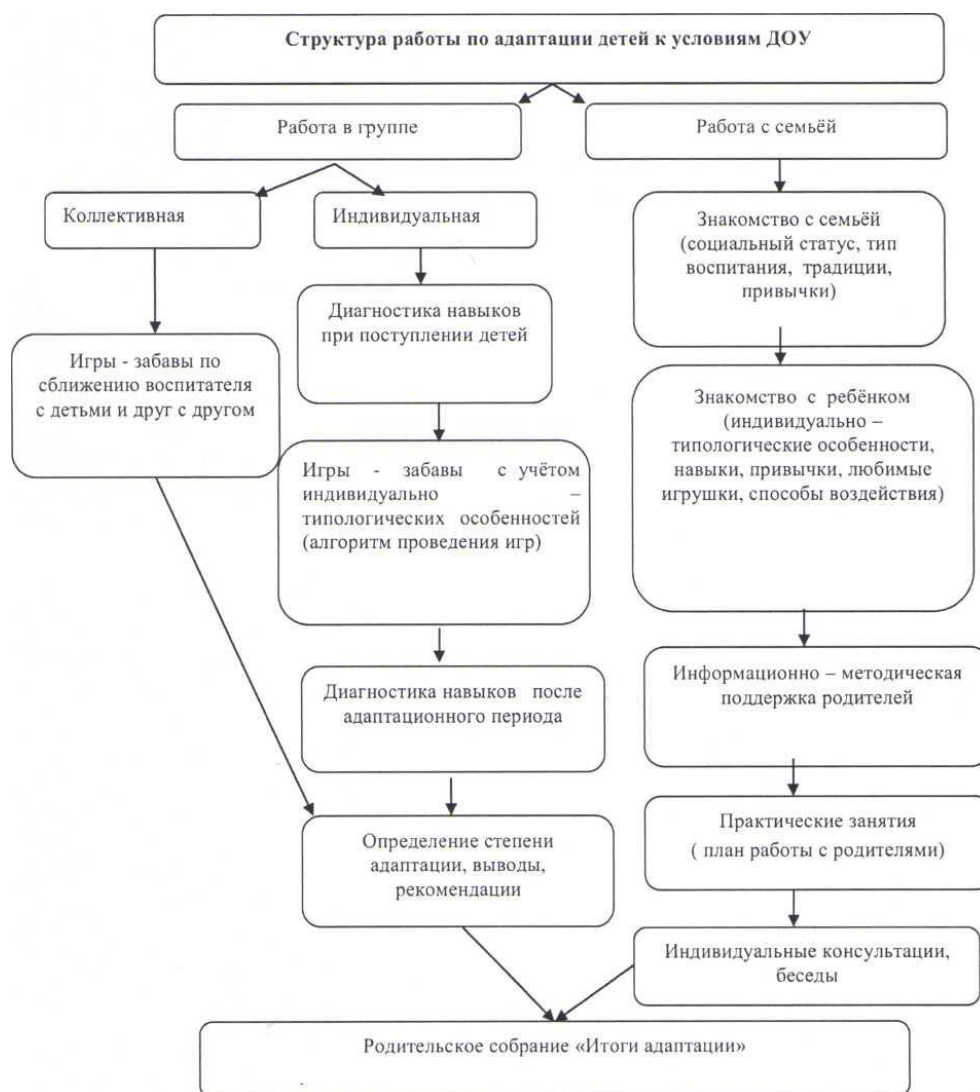 Структура работы по адаптации детей к условиям ДОУ
Работа в группе
Работа с семьёй
Коллективная
Индивидуальная
Игры - забавы по
сближению воспитателя
с детьми и друг с другом
Диагностика навыков
при поступлении детей
Игры - забавы с учётом
индивидуально –
типологических особенностей
(алгоритм проведения игр)
Диагностика навыков после
адаптационного периода
Определение степени
адаптации, выводы,
рекомендации
Знакомство с семьёй
(социальный статус, тип
воспитания, традиции,
привычки)
Знакомство с ребёнком
(индивидуально –
типологические особенности,
навыки, привычки, любимые
игрушки, способы воздействия)
Информационно – методическая
поддержка родителей
Практические занятия
( план работы с родителями)
Индивидуальные консультации,
беседы
Родительское собрание «Итоги адаптации»